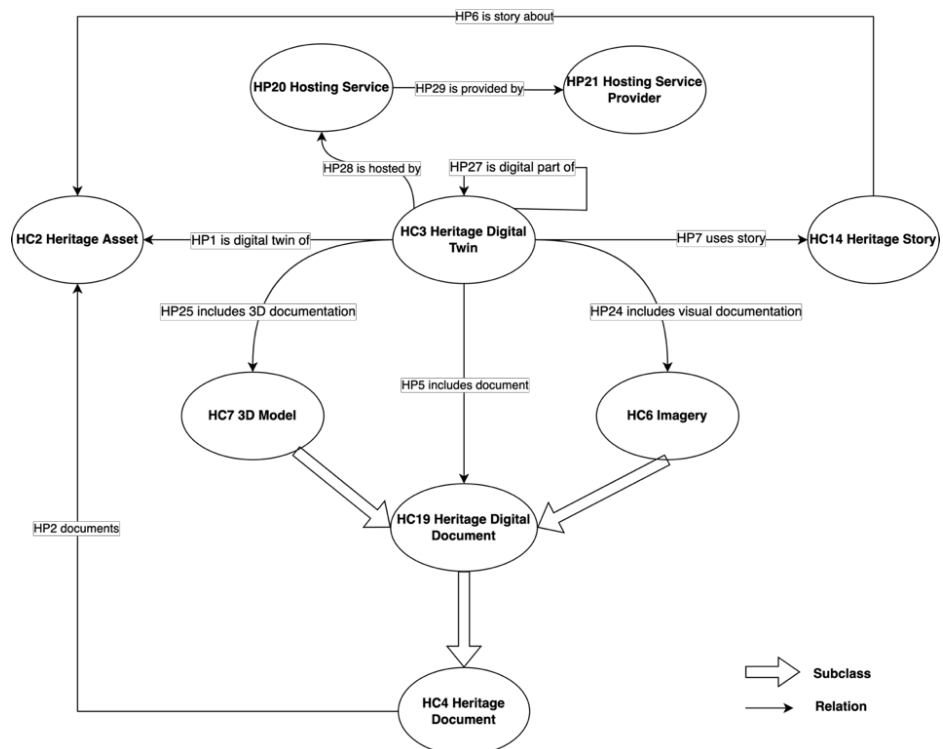 HP6 is story about
HP20 Hosting Service
HP29 is provided by
HP21 Hosting Service
Provider
HP28 is hosted by
HP27 is digital part of
HC2 Heritage Asset
HP1 is digital twin of
HC3 Heritage Digital
Twin
HP7 uses story
HC14 Heritage Story
HP25 includes 3D documentation
HP24 includes visual documentation
HP5 includes document
HC7 3D Model
HC6 Imagery
HP2 documents
HC19 Heritage Digital
Document
HC4 Heritage
Document
Subclass
Relation